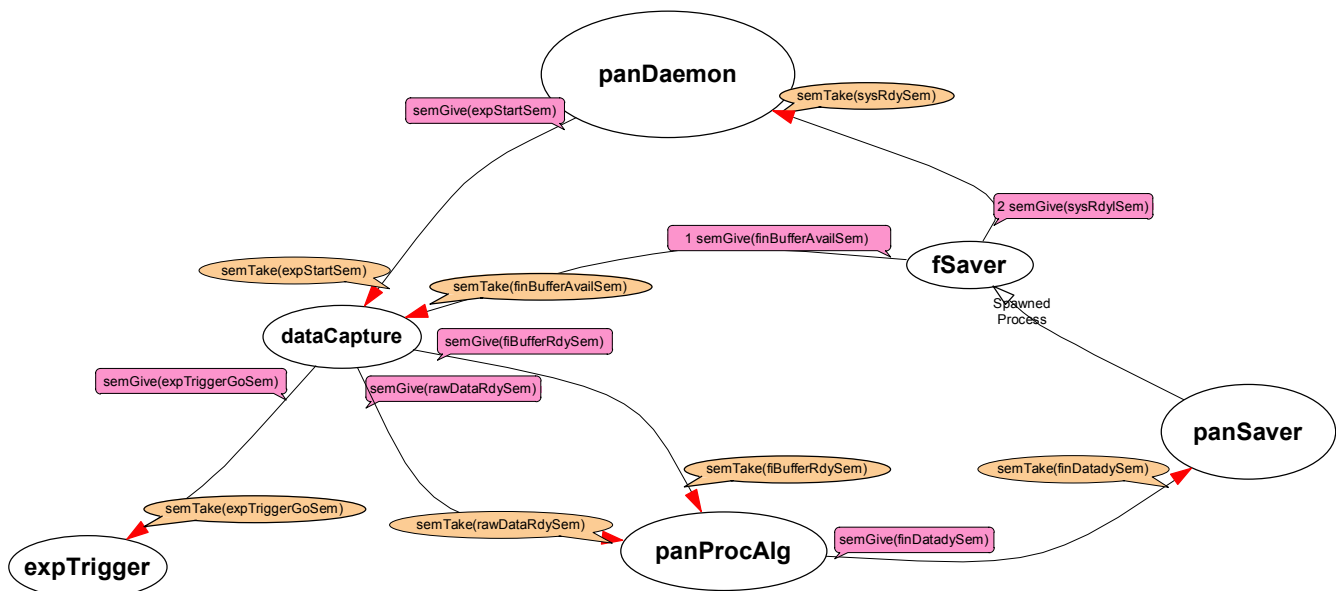 panDaemon
semTake(sysRdySem)
semGive(expStartSem)
2 semGive(sysRdylSem)
1 semGive(finBufferAvailSem)
fSaver
semTake(expStartSem)
semTake(finBufferAvailSem)
Spawned
Process
dataCapture
semGive(fiBufferRdySem)
semGive(expTriggerGoSem)
semGive(rawDataRdySem)
panSaver
semTake(fiBufferRdySem)
semTake(finDatadySem)
semTake(expTriggerGoSem)
semTake(rawDataRdySem)
semGive(finDatadySem)
panProcAlg
expTrigger